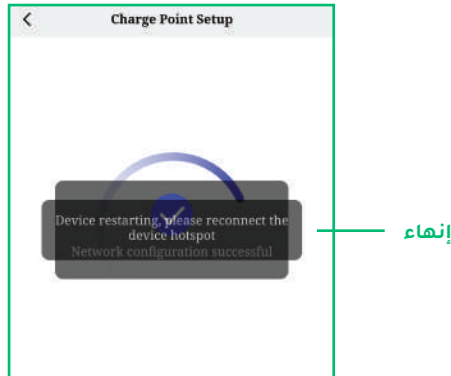 Charge Point Setup
Device restarting, please reconnect the
device hotspot
Network configuration successful
إنهاء